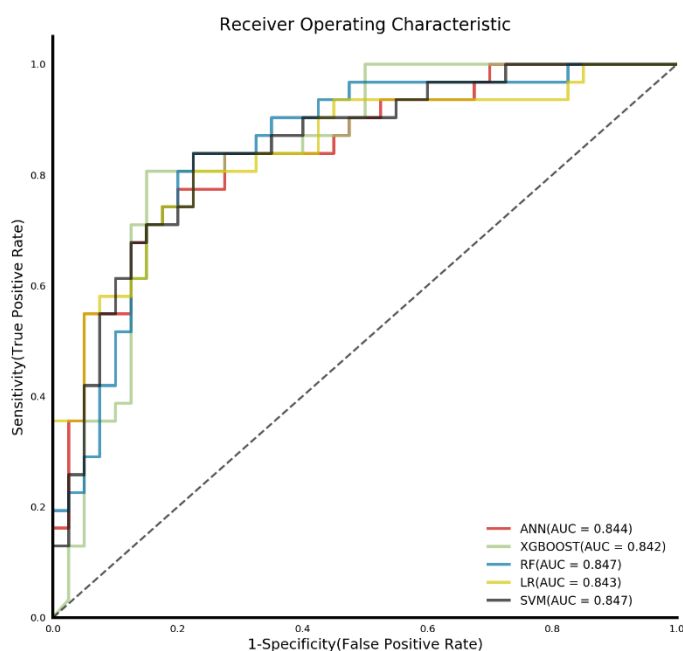 Receiver Operating Characteristic
1.0
0.8
0.6
0.4
0.2
0.0
Sensitivity(True Positive Rate)
ANN(AUC = 0.844)
XGBOOST(AUC = 0.842)
RF(AUC = 0.847)
LR(AUC = 0.843)
SVM(AUC = 0.847)
0.0 0.2 0.4 0.6 0.8 1.0
1-Specificity(False Positive Rate)